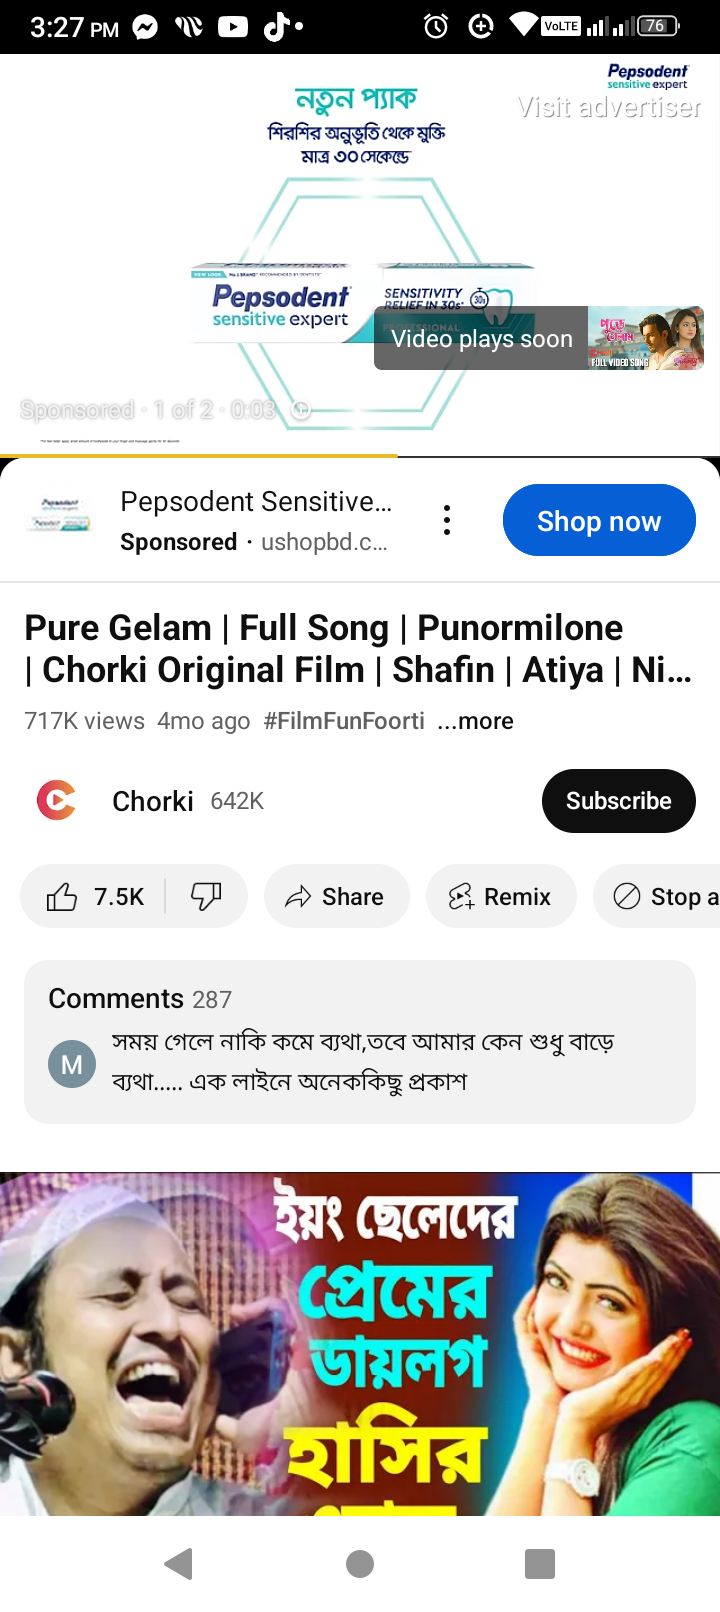 3:27 PM
VoLTE
76
Pepsodent
sensitive expert
Visit advertiser
নতুন প্যাক
শিরশির অনুভূতি থেকে মুক্তি
মাত্র ৩০ সেকেন্ডে
NEW LOOK
Pepsodent
sensitive expert
SENSITIVITY
RELIEF IN 30s*
30s
PROFESSIONAL
Video plays soon
পুড়ে গেলাম
FULL VIDEO SONG
Sponsored · 1 of 2 · 0:03
Pepsodent Sensitive...
Sponsored · ushopbd.c...
Shop now
Pure Gelam | Full Song | Punormilone
| Chorki Original Film | Shafin | Atiya | Ni...
717K views 4mo ago #FilmFunFoorti ...more
Chorki 642K
Subscribe
7.5K
Share
Remix
Stop a
Comments 287
M
সময় গেলে নাকি কমে ব্যথা,তবে আমার কেন শুধু বাড়ে
ব্যথা..... এক লাইনে অনেককিছু প্রকাশ
ইয়ং ছেলেদের
প্রেমের
ডায়লগ
হাসির